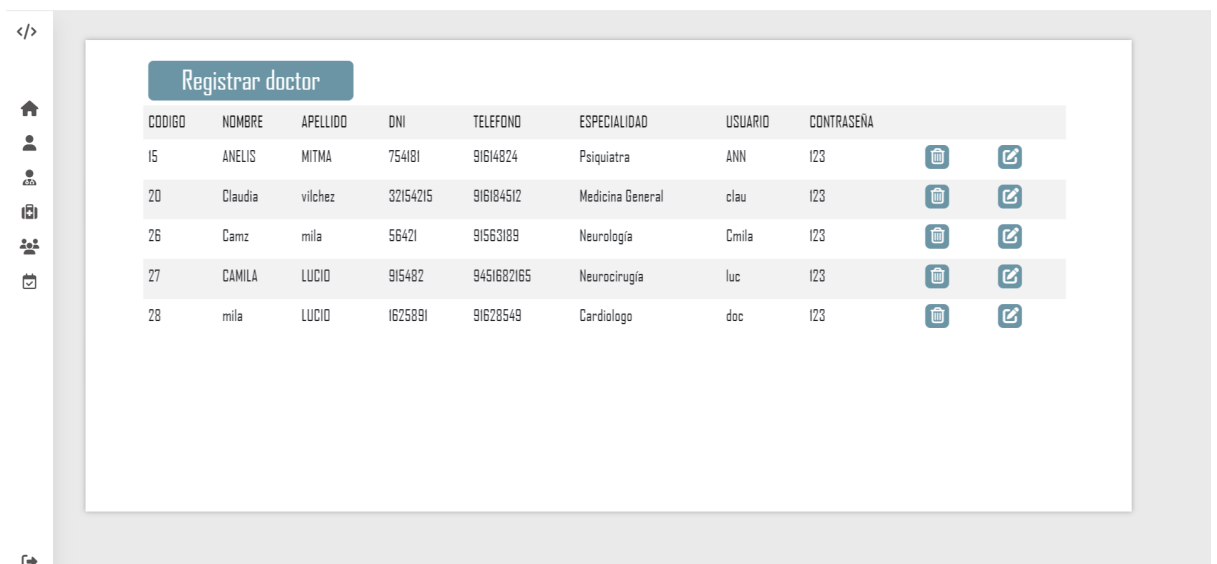 </>
Registrar doctor
CODIGO NOMBRE APELLIDO DNI TELEFONO ESPECIALIDAD USUARIO CONTRASEÑA
15 ANELIS MITMA 754181 91614824 Psiquiatra ANN 123
20 Claudia vilchez 32154215 916184512 Medicina General clau 123
26 Camz mila 56421 91563189 Neurología Cmila 123
27 CAMILA LUCIO 915482 9451682165 Neurocirugía luc 123
28 mila LUCIO 1625891 91628549 Cardiologo doc 123